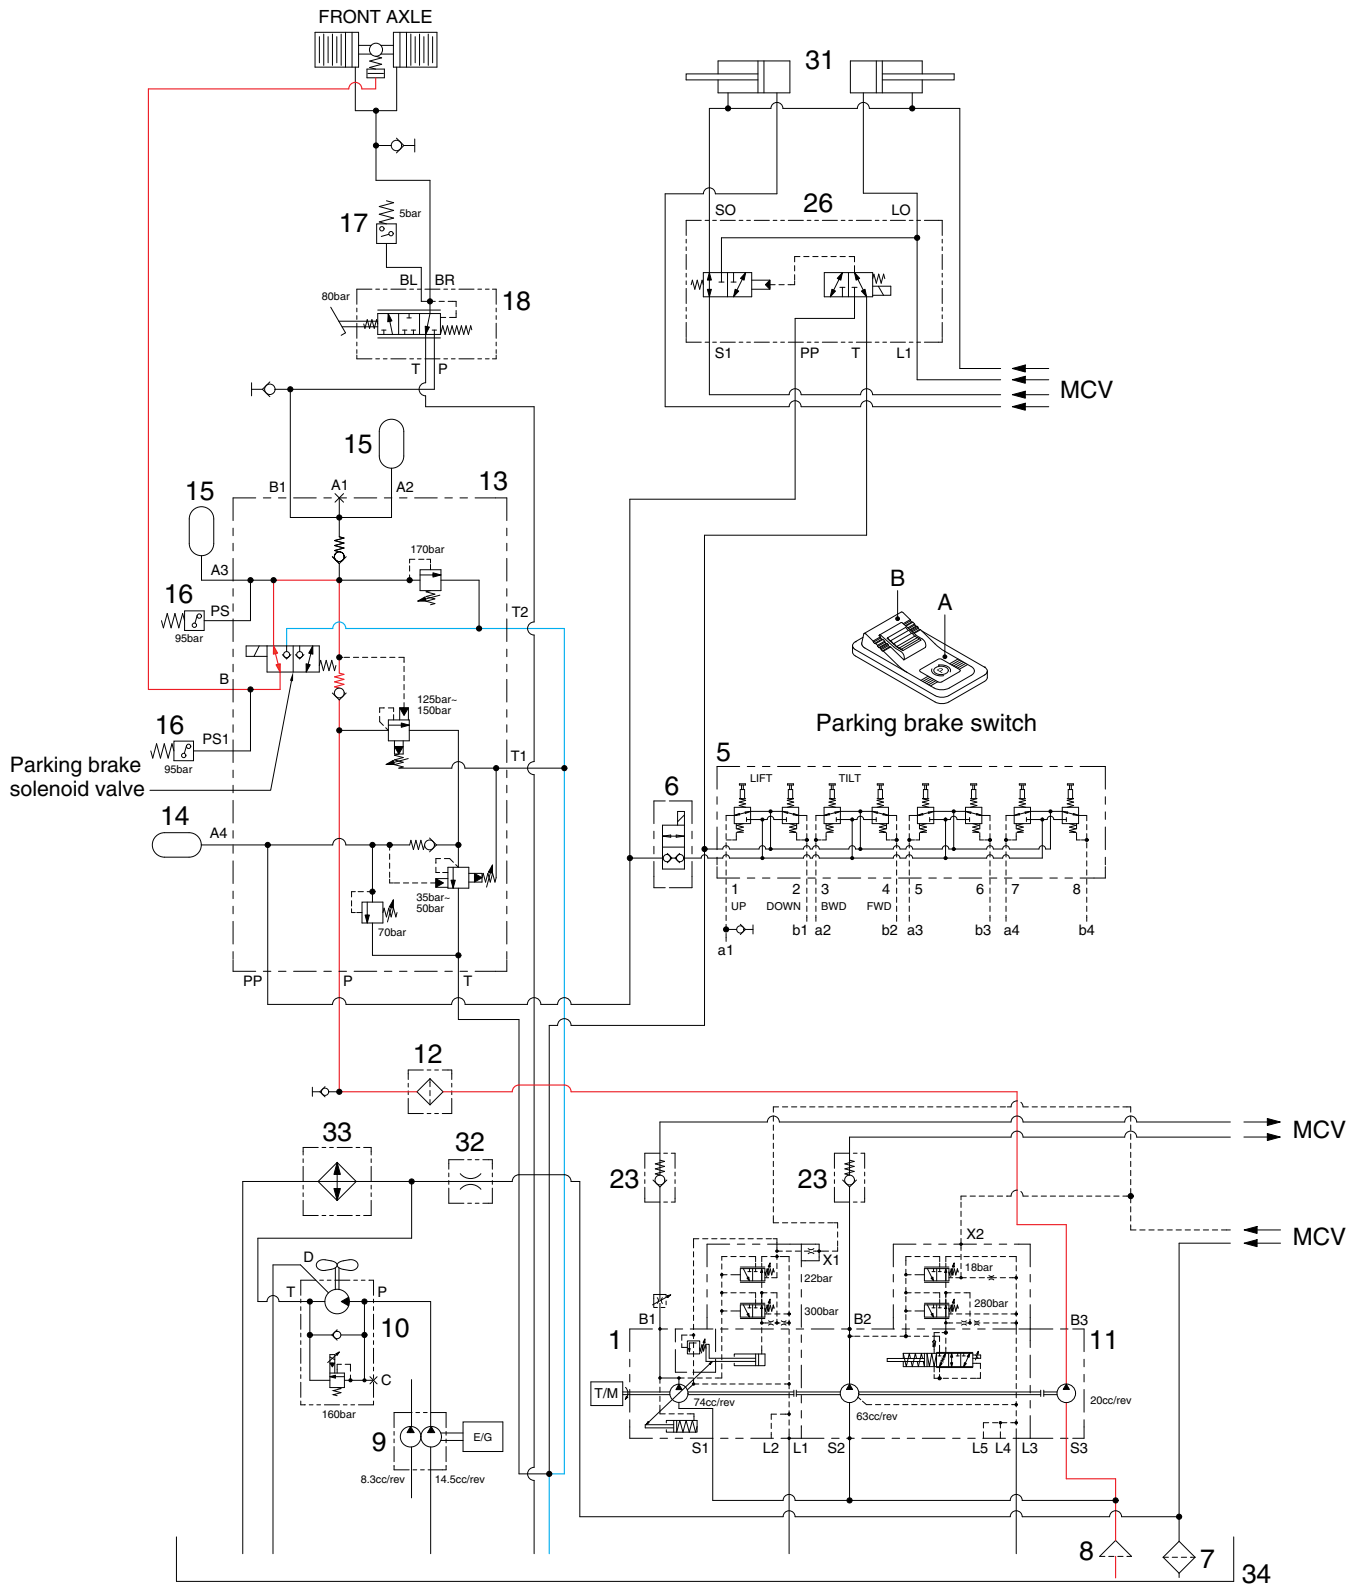 FRONT AXLE
31
17
5bar
SO
26
LO
BL
BR
80bar
18
T
P
S1
PP
T
L1
MCV
15
15
B1
A1
A2
13
170bar
A3
16
PS
95bar
T2
B
A
B
125bar~
150bar
Parking brake switch
16
PS1
95bar
T1
Parking brake
solenoid valve
6
5
LIFT
TILT
14
A4
35bar~
50bar
70bar
1
2
3
4
5
6
7
8
UP
DOWN
BWD
FWD
b1
a2
b2
a3
b3
a4
b4
a1
PP
P
T
12
33
32
MCV
23
23
MCV
X2
X1
D
22bar
18bar
T
P
300bar
280bar
10
B1
B2
B3
1
11
C
T/M
74cc/rev
63cc/rev
20cc/rev
160bar
9
E/G
S1
L2
L1
S2
L5
L4
L3
S3
8.3cc/rev
14.5cc/rev
8
7
34